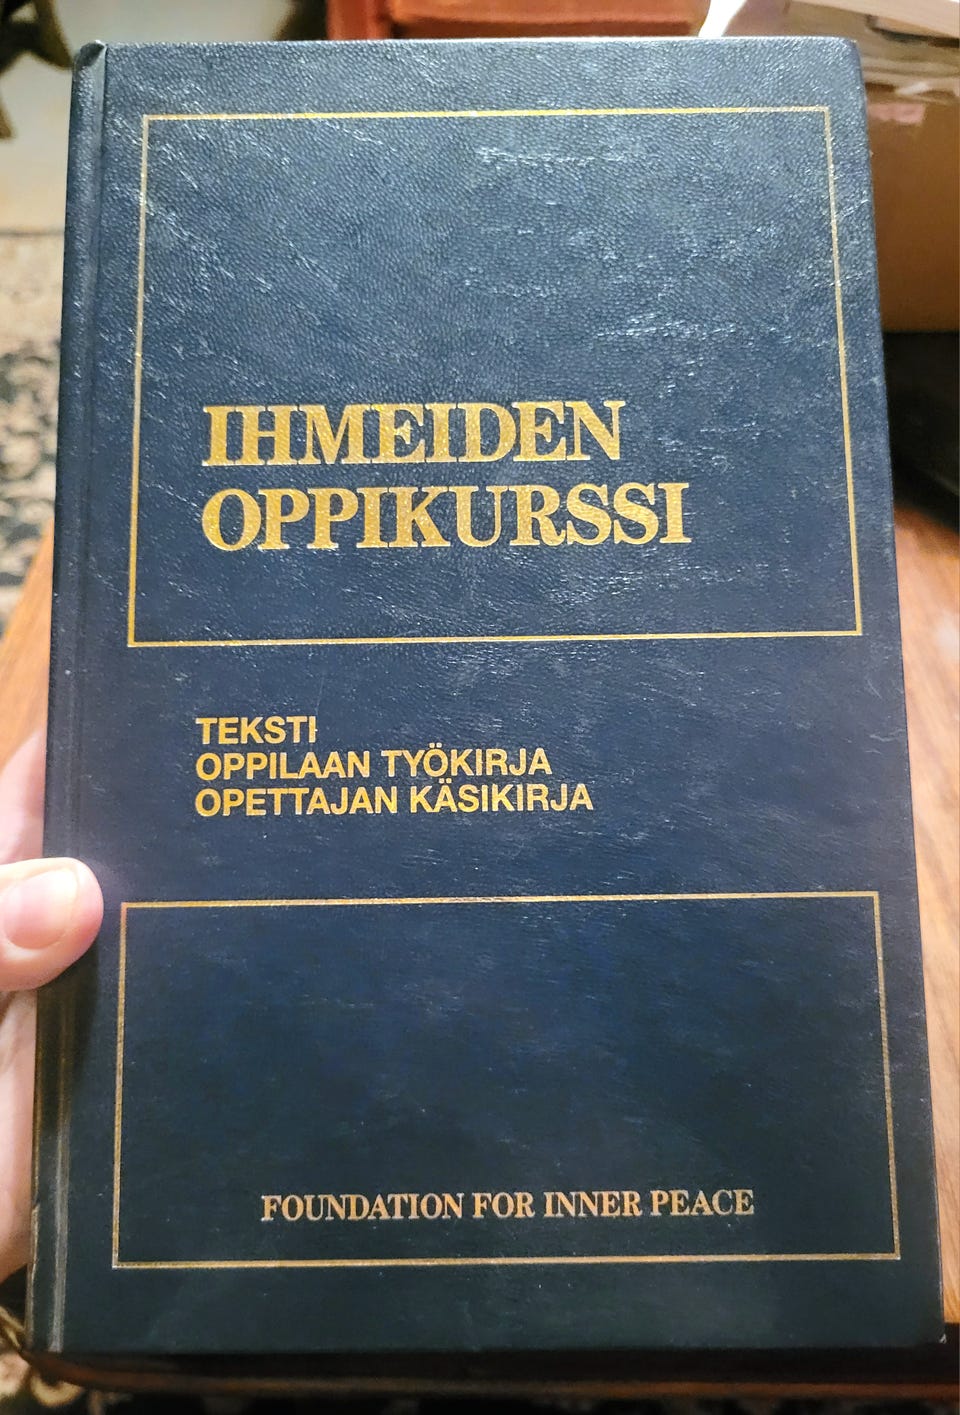 IHMEIDEN
OPPIKURSSI
TEKSTI
OPPILAAN TYÖKIRJA
OPETTAJAN KÄSIKIRJA
FOUNDATION FOR INNER PEACE